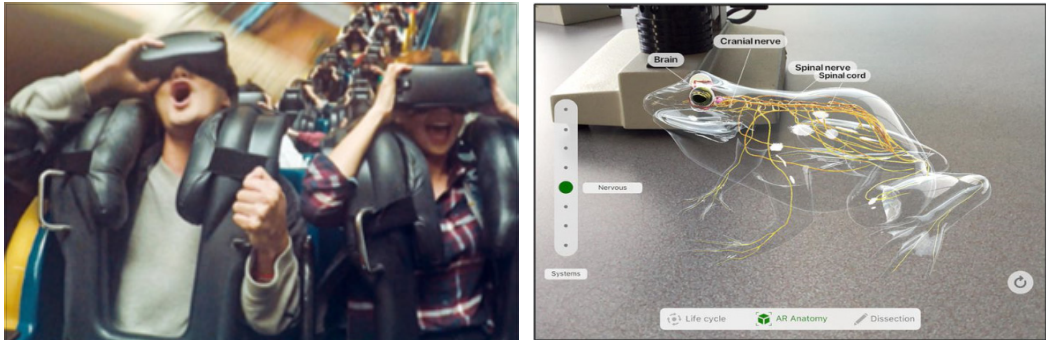 Cranial nerve
Brain
Spinal nerve
Spinal cord
Nervous
Systems
Life cycle
AR Anatomy
Dissection